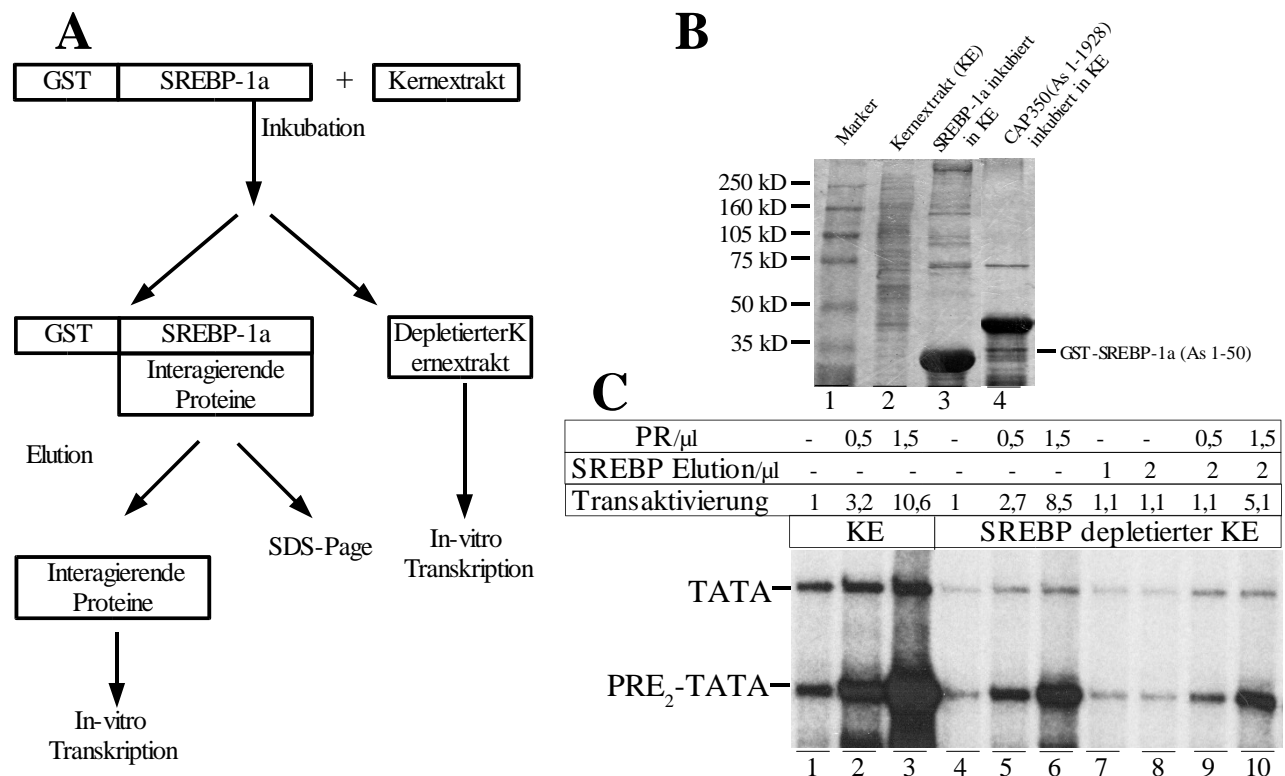 A
GST SREBP-1a + Kernextrakt
Inkubation
GST SREBP-1a
Interagierende
Proteine
DepletierterK
ernextrakt
Elution
SDS-Page
In-vitro
Transkription
Interagierende
Proteine
In-vitro
Transkription
B
Marker
Kernextrakt (KE)
SREBP-1a inkubiert
in KE
CAP350(As 1-1928)
inkubiert in KE
250 kD
160 kD
105 kD
75 kD
50 kD
35 kD
GST-SREBP-1a (As 1-50)
1 2 3 4
C
PR/µl - 0,5 1,5 - 0,5 1,5 - - 0,5 1,5
SREBP Elution/µl - - - - - - 1 2 2 2
Transaktivierung 1 3,2 10,6 1 2,7 8,5 1,1 1,1 1,1 5,1
KE SREBP depletierter KE
TATA
PRE2-TATA
1 2 3 4 5 6 7 8 9 10